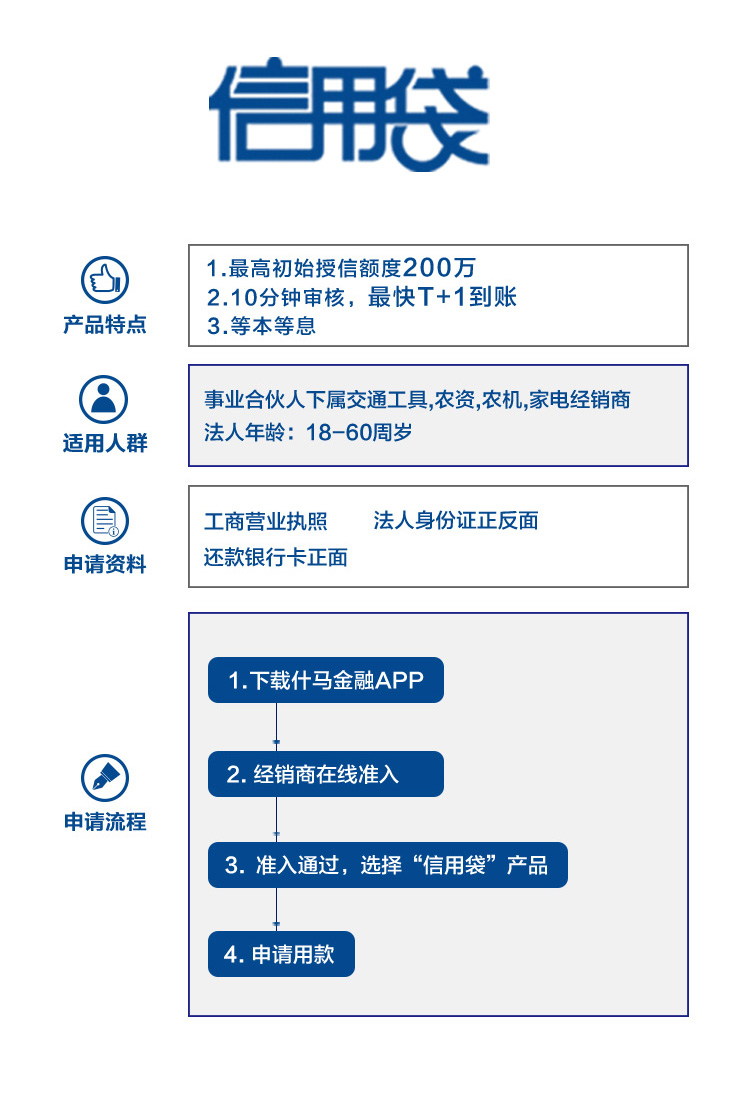 信用袋
产品特点
1.最高初始授信额度200万
2.10分钟审核，最快T+1到账
3.等本等息
适用人群
事业合伙人下属交通工具,农资,农机,家电经销商
法人年龄：18-60周岁
申请资料
工商营业执照 法人身份证正反面
还款银行卡正面
申请流程
1.下载什马金融APP
2. 经销商在线准入
3. 准入通过，选择“信用袋”产品
4. 申请用款